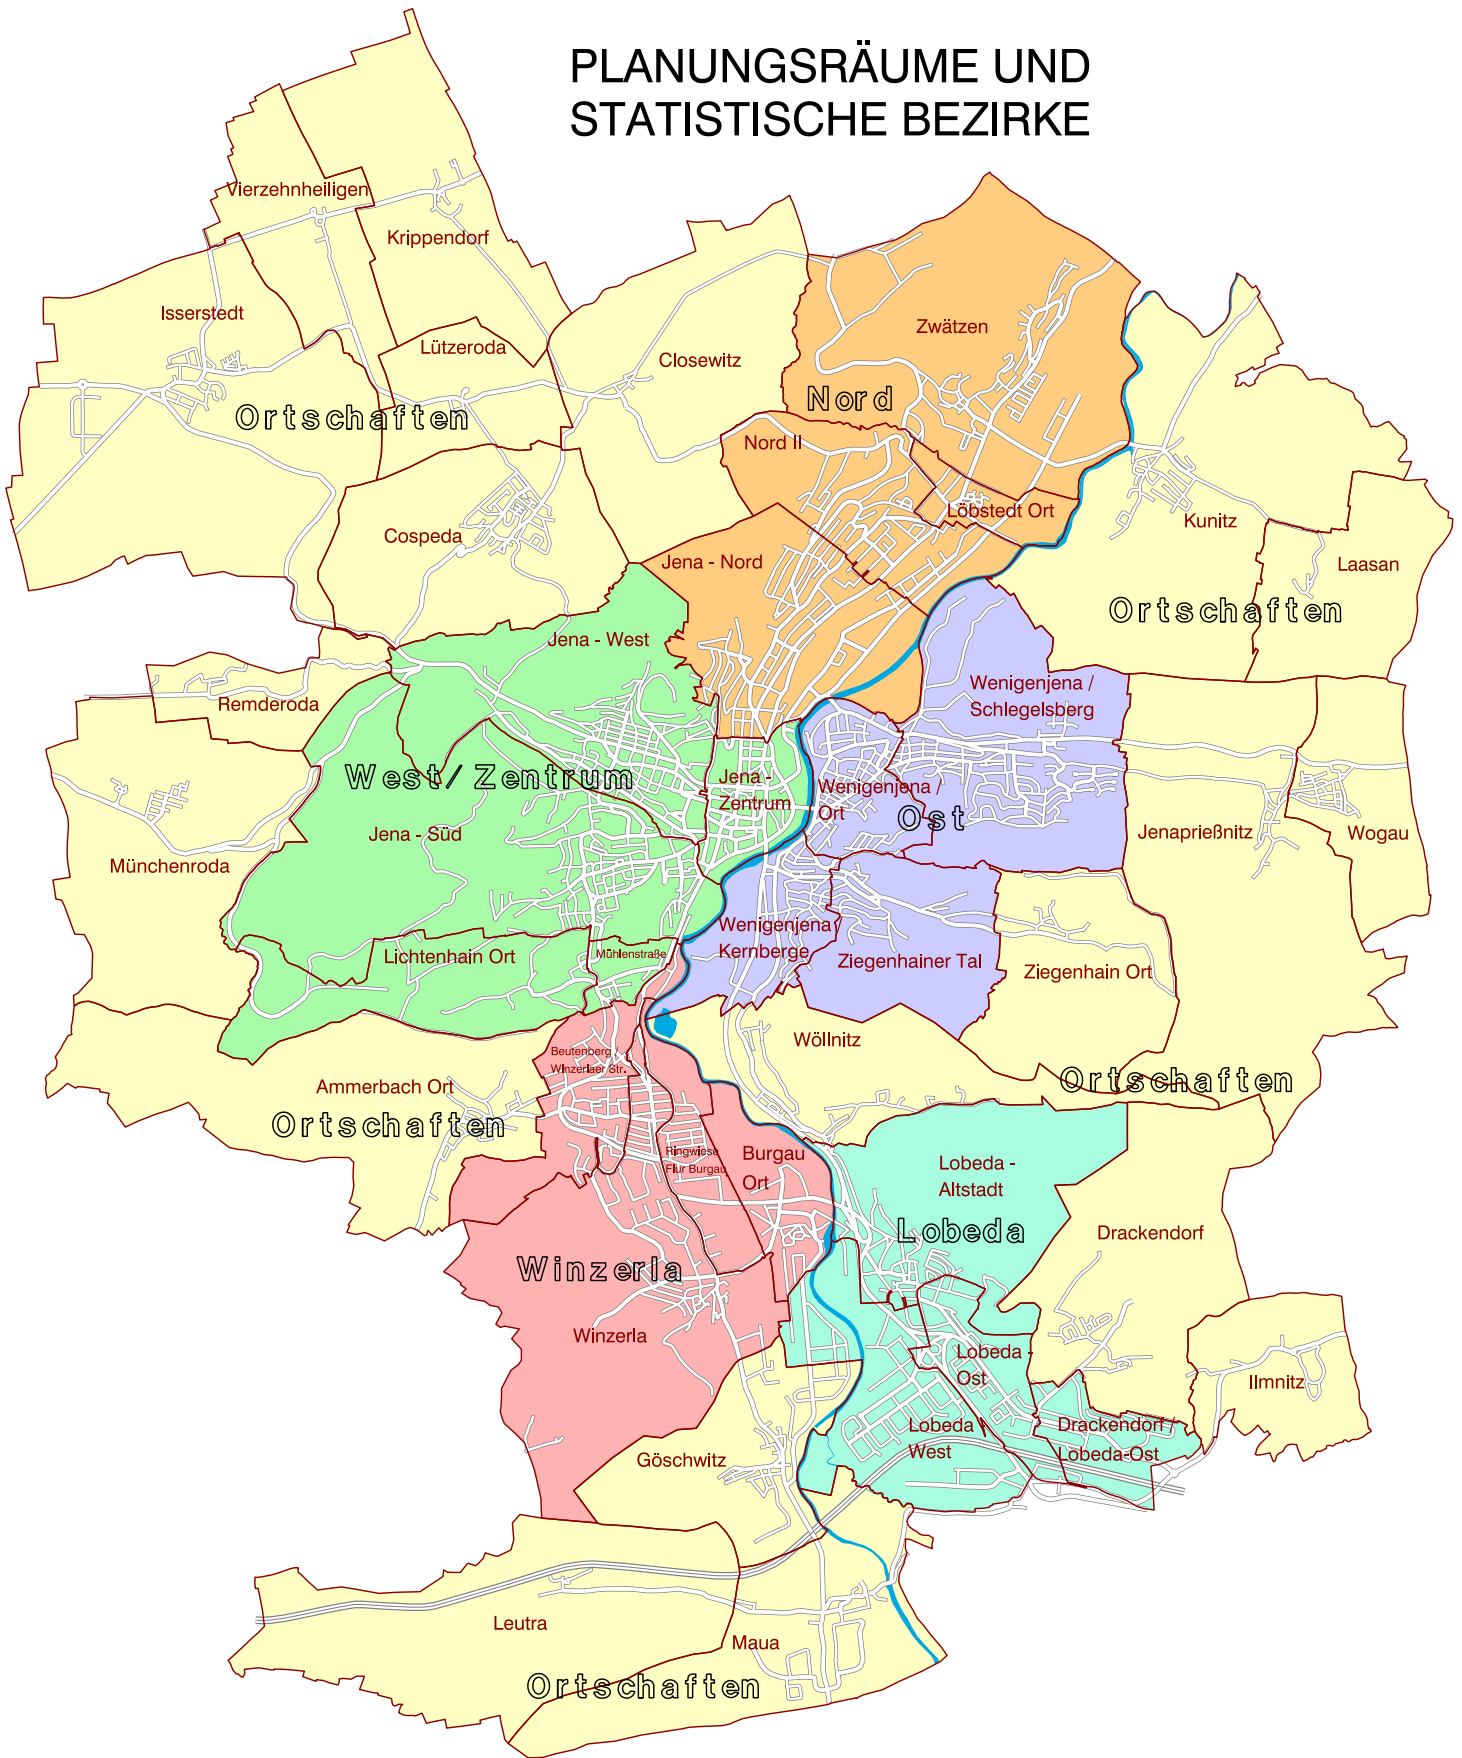 PLANUNGSRÄUME UND
STATISTISCHE BEZIRKE
Vierzehnheiligen
Krippendorf
Isserstedt
Lützeroda
Closewitz
Zwätzen
Nord
Ortschaften
Nord II
Cospeda
Löbstedt Ort
Kunitz
Jena - Nord
Laasan
Ortschaften
Jena - West
Remderoda
Wenigenjena /
Schlegelsberg
West/ Zentrum
Jena -
Zentrum
Wenigenjena /
Ort
Ost
Jena - Süd
Jenaprießnitz
Wogau
Münchenroda
Wenigenjena
Kernberge
Lichtenhain Ort
Mühlenstraße
Ziegenhainer Tal
Ziegenhain Ort
Wöllnitz
Beutenberg /
Winzerlaer Str.
Ammerbach Ort
Ortschaften
Ortschaften
Ringwiese
Flur Burgau
Burgau
Ort
Lobeda -
Altstadt
Lobeda
Drackendorf
Winzerla
Winzerla
Lobeda -
Ost
Ilmnitz
Lobeda -
West
Drackendorf /
Lobeda-Ost
Göschwitz
Leutra
Maua
Ortschaften